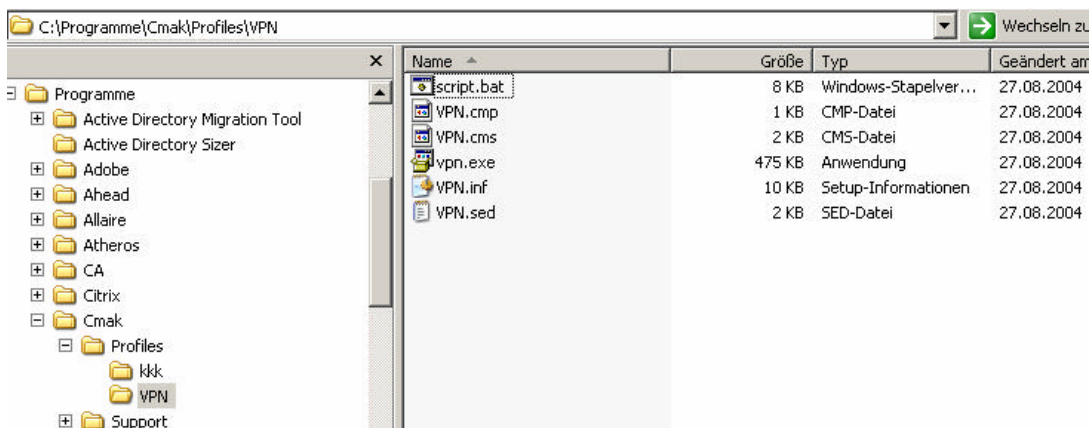 C:\Programme\Cmak\Profiles\VPN
Wechseln zu
Name Größe Typ Geändert am
script.bat 8 KB Windows-Stapelver... 27.08.2004
VPN.cmp 1 KB CMP-Datei 27.08.2004
VPN.cms 2 KB CMS-Datei 27.08.2004
vpn.exe 475 KB Anwendung 27.08.2004
VPN.inf 10 KB Setup-Informationen 27.08.2004
VPN.sed 2 KB SED-Datei 27.08.2004
Programme
Active Directory Migration Tool
Active Directory Sizer
Adobe
Ahead
Allaire
Atheros
CA
Citrix
Cmak
Profiles
kkk
VPN
Support